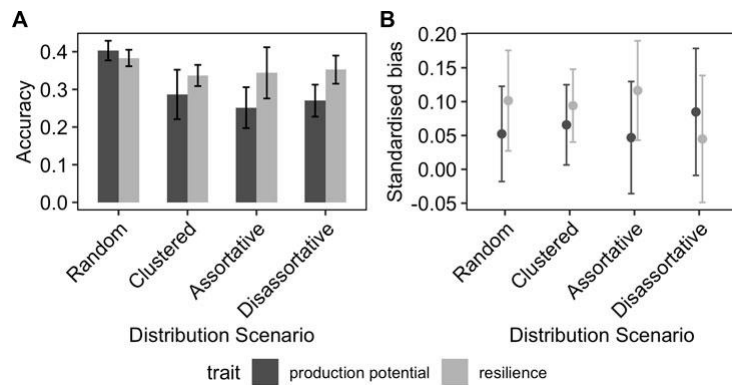 A
Accuracy
0.4
0.3
0.2
0.1
0.0
Random
Clustered
Assortative
Disassortative
Distribution Scenario
B
Standardised bias
0.20
0.15
0.10
0.05
0.00
-0.05
Random
Clustered
Assortative
Disassortative
Distribution Scenario
trait production potential resilience